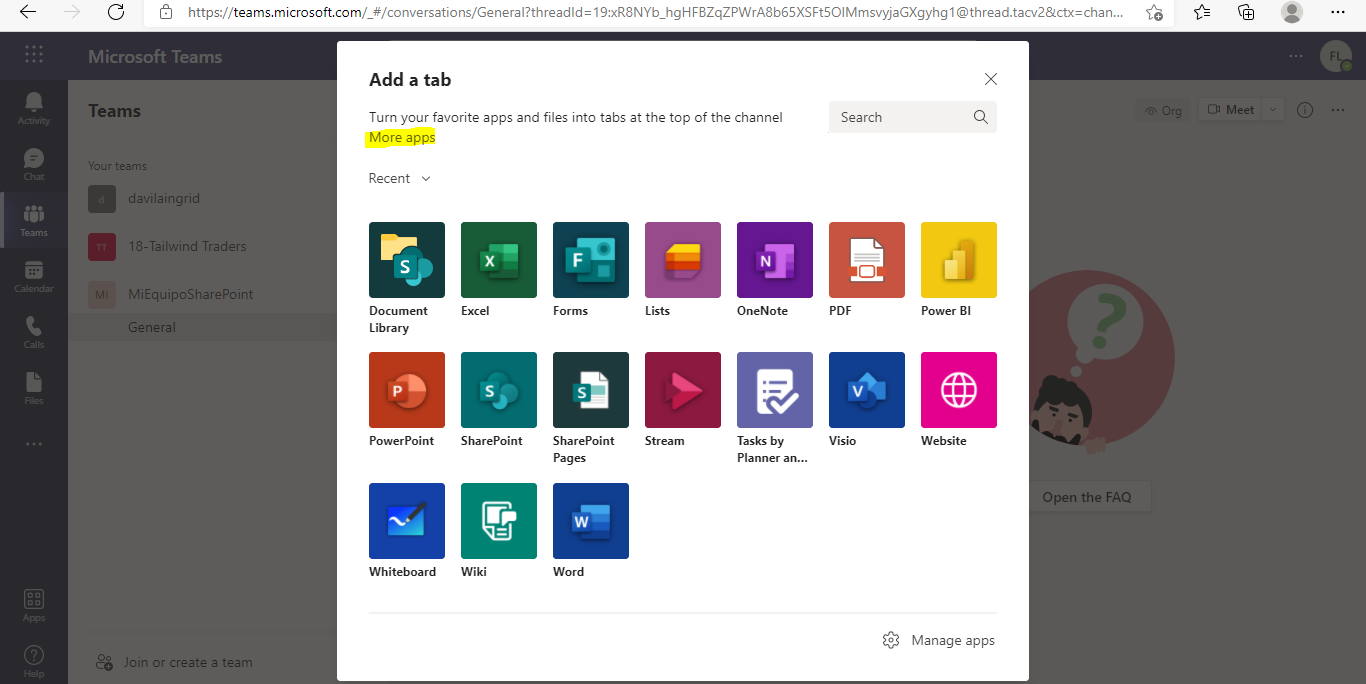 https://teams.microsoft.com/_#/conversations/General?threadId=19:xR8NYb_hgHFBZqZPWrA8b65XSFt5OIMmsvyjaGXgyhg1@thread.tacv2&ctx=chan...
Microsoft Teams
FL
Activity
Chat
Teams
Calendar
Calls
Files
Apps
Help
Teams
Your teams
d davilaingrid
TT 18-Tailwind Traders
MI MiEquipoSharePoint
General
Join or create a team
Org
Meet
Add a tab
Turn your favorite apps and files into tabs at the top of the channel
More apps
Search
Recent
Document Library
Excel
Forms
Lists
OneNote
PDF
Power BI
PowerPoint
SharePoint
SharePoint Pages
Stream
Tasks by Planner an...
Visio
Website
Whiteboard
Wiki
Word
Manage apps
Open the FAQ